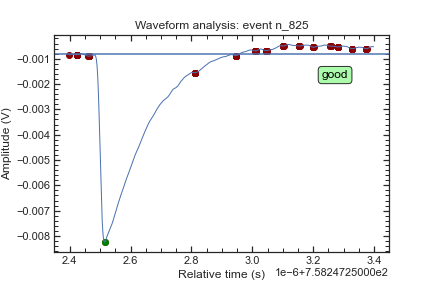 Waveform analysis: event n_825
Amplitude (V)
−0.001
−0.002
−0.003
−0.004
−0.005
−0.006
−0.007
−0.008
good
2.4 2.6 2.8 3.0 3.2 3.4
Relative time (s)
1e−6+7.5824725000e2